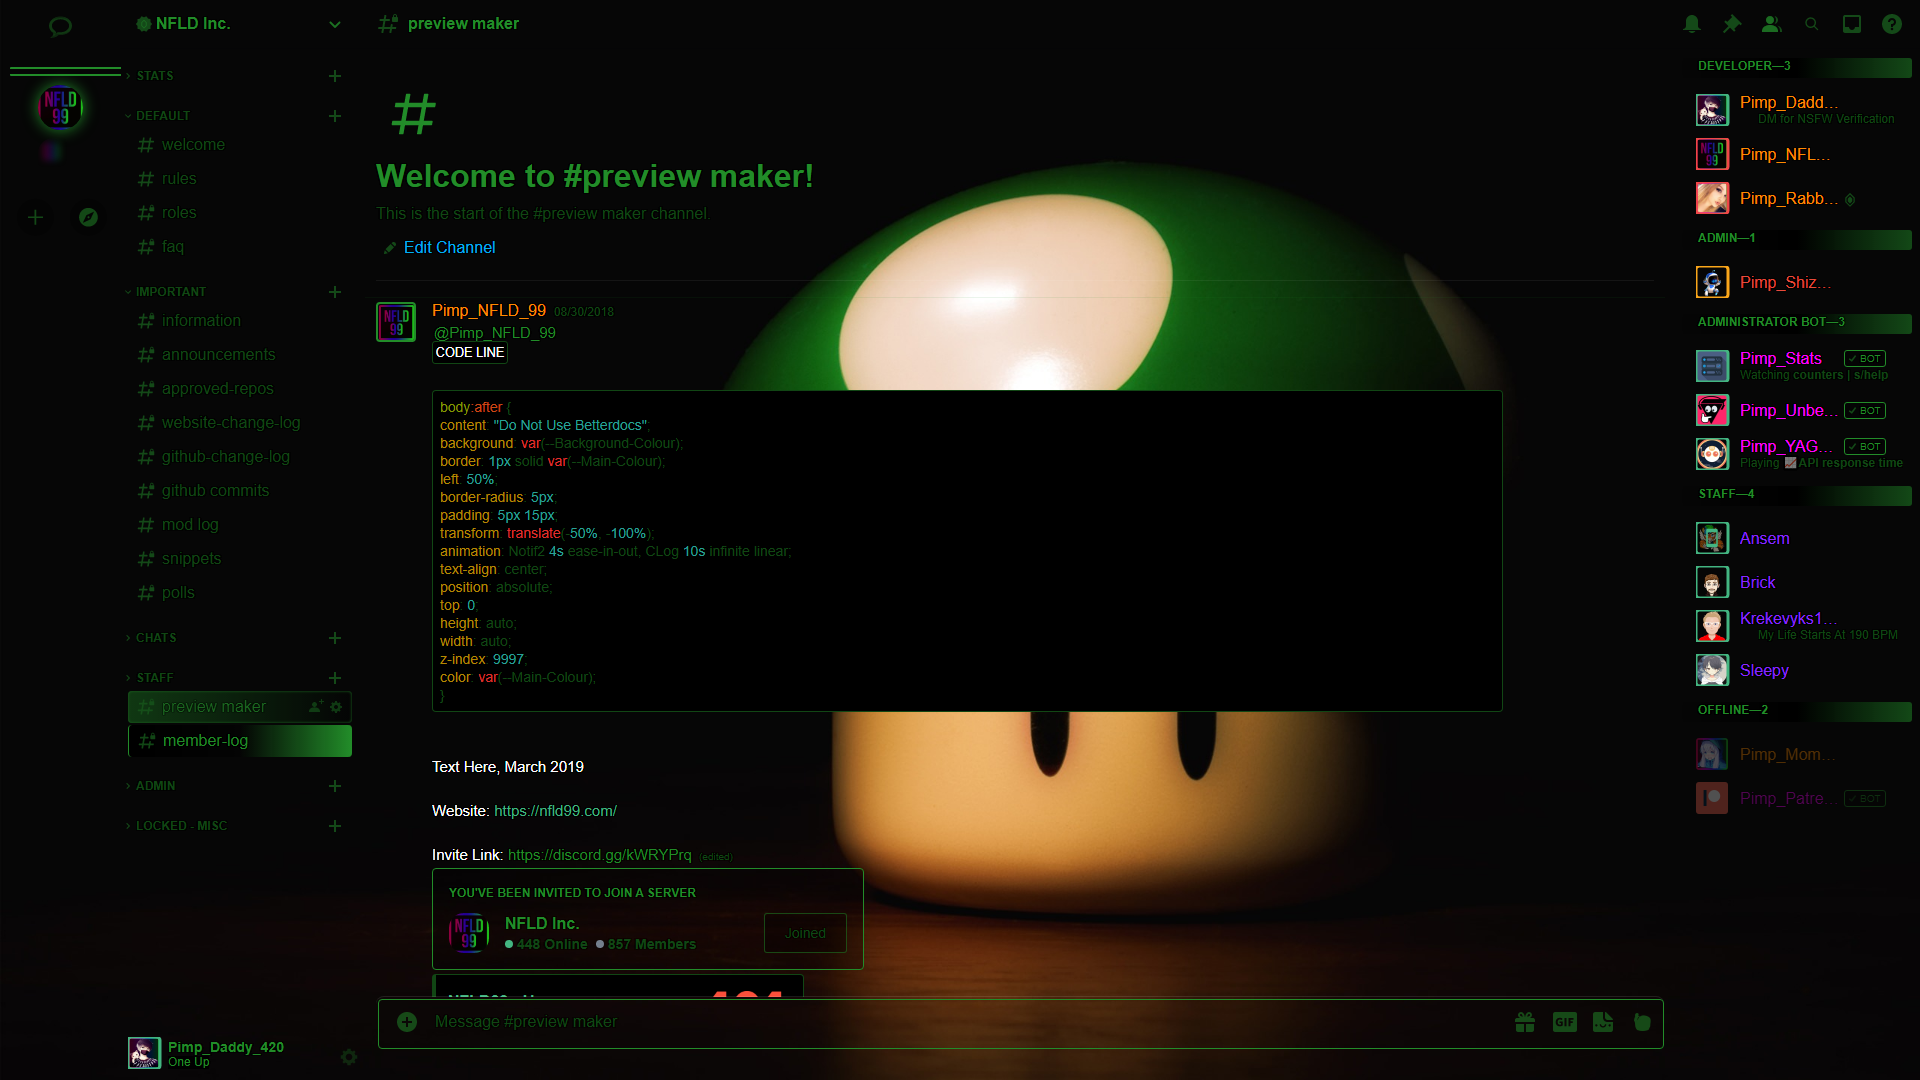 NFLD Inc.
STATS
NFLD
99
DEFAULT
welcome
rules
roles
faq
IMPORTANT
information
announcements
approved-repos
website-change-log
github-change-log
github commits
mod log
snippets
polls
CHATS
STAFF
preview maker
member-log
ADMIN
LOCKED - MISC
Pimp_Daddy_420
One Up
preview maker
Welcome to #preview maker!
This is the start of the #preview maker channel.
Edit Channel
NFLD
99
Pimp_NFLD_99 08/30/2018
@Pimp_NFLD_99
CODE LINE
body:after {
content: "Do Not Use Betterdocs";
background: var(--Background-Colour);
border: 1px solid var(--Main-Colour);
left: 50%;
border-radius: 5px;
padding: 5px 15px;
transform: translate(-50%, -100%);
animation: Notif2 4s ease-in-out, CLog 10s infinite linear;
text-align: center;
position: absolute;
top: 0;
height: auto;
width: auto;
z-index: 9997;
color: var(--Main-Colour);
}
Text Here, March 2019
Website: https://nfld99.com/
Invite Link: https://discord.gg/kWRYPrq (edited)
YOU'VE BEEN INVITED TO JOIN A SERVER
NFLD
99
NFLD Inc.
448 Online 857 Members
Joined
Message #preview maker
GIF
DEVELOPER—3
Pimp_Dadd...
DM for NSFW Verification
NFLD
99
Pimp_NFL...
Pimp_Rabb...
ADMIN—1
Pimp_Shiz...
ADMINISTRATOR BOT—3
Pimp_Stats BOT
Watching counters | s/help
Pimp_Unbe... BOT
Pimp_YAG... BOT
Playing API response time
STAFF—4
Ansem
Brick
Krekevyks1...
My Life Starts At 190 BPM
Sleepy
OFFLINE—2
Pimp_Mom...
Pimp_Patre... BOT